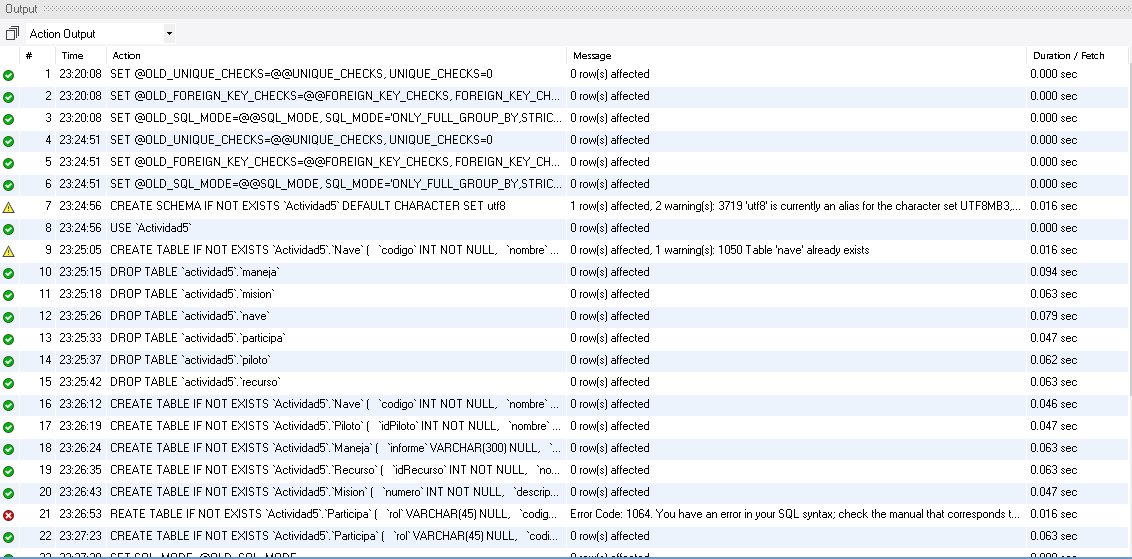 Output
Action Output
# Time Action Message Duration / Fetch
1 23:20:08 SET @OLD_UNIQUE_CHECKS=@@UNIQUE_CHECKS, UNIQUE_CHECKS=0 0 row(s) affected 0.000 sec
2 23:20:08 SET @OLD_FOREIGN_KEY_CHECKS=@@FOREIGN_KEY_CHECKS, FOREIGN_KEY_CH... 0 row(s) affected 0.000 sec
3 23:20:08 SET @OLD_SQL_MODE=@@SQL_MODE, SQL_MODE='ONLY_FULL_GROUP_BY,STRIC... 0 row(s) affected 0.000 sec
4 23:24:51 SET @OLD_UNIQUE_CHECKS=@@UNIQUE_CHECKS, UNIQUE_CHECKS=0 0 row(s) affected 0.000 sec
5 23:24:51 SET @OLD_FOREIGN_KEY_CHECKS=@@FOREIGN_KEY_CHECKS, FOREIGN_KEY_CH... 0 row(s) affected 0.000 sec
6 23:24:51 SET @OLD_SQL_MODE=@@SQL_MODE, SQL_MODE='ONLY_FULL_GROUP_BY,STRIC... 0 row(s) affected 0.000 sec
7 23:24:56 CREATE SCHEMA IF NOT EXISTS `Actividad5` DEFAULT CHARACTER SET utf8 1 row(s) affected, 2 warning(s): 3719 'utf8' is currently an alias for the character set UTF8MB3,... 0.016 sec
8 23:24:56 USE `Actividad5` 0 row(s) affected 0.000 sec
9 23:25:05 CREATE TABLE IF NOT EXISTS `Actividad5`.`Nave` ( `codigo` INT NOT NULL, `nombre` ... 0 row(s) affected, 1 warning(s): 1050 Table 'nave' already exists 0.016 sec
10 23:25:15 DROP TABLE `actividad5`.`maneja` 0 row(s) affected 0.094 sec
11 23:25:18 DROP TABLE `actividad5`.`mision` 0 row(s) affected 0.063 sec
12 23:25:26 DROP TABLE `actividad5`.`nave` 0 row(s) affected 0.079 sec
13 23:25:33 DROP TABLE `actividad5`.`participa` 0 row(s) affected 0.047 sec
14 23:25:37 DROP TABLE `actividad5`.`piloto` 0 row(s) affected 0.062 sec
15 23:25:42 DROP TABLE `actividad5`.`recurso` 0 row(s) affected 0.063 sec
16 23:26:12 CREATE TABLE IF NOT EXISTS `Actividad5`.`Nave` ( `codigo` INT NOT NULL, `nombre` ... 0 row(s) affected 0.046 sec
17 23:26:19 CREATE TABLE IF NOT EXISTS `Actividad5`.`Piloto` ( `idPiloto` INT NOT NULL, `nombre` ... 0 row(s) affected 0.047 sec
18 23:26:24 CREATE TABLE IF NOT EXISTS `Actividad5`.`Maneja` ( `informe` VARCHAR(300) NULL, `... 0 row(s) affected 0.063 sec
19 23:26:35 CREATE TABLE IF NOT EXISTS `Actividad5`.`Recurso` ( `idRecurso` INT NOT NULL, `no... 0 row(s) affected 0.063 sec
20 23:26:43 CREATE TABLE IF NOT EXISTS `Actividad5`.`Mision` ( `numero` INT NOT NULL, `descrip... 0 row(s) affected 0.047 sec
21 23:26:53 REATE TABLE IF NOT EXISTS `Actividad5`.`Participa` ( `rol` VARCHAR(45) NULL, `codig... Error Code: 1064. You have an error in your SQL syntax; check the manual that corresponds t... 0.016 sec
22 23:27:23 CREATE TABLE IF NOT EXISTS `Actividad5`.`Participa` ( `rol` VARCHAR(45) NULL, `codi... 0 row(s) affected 0.063 sec